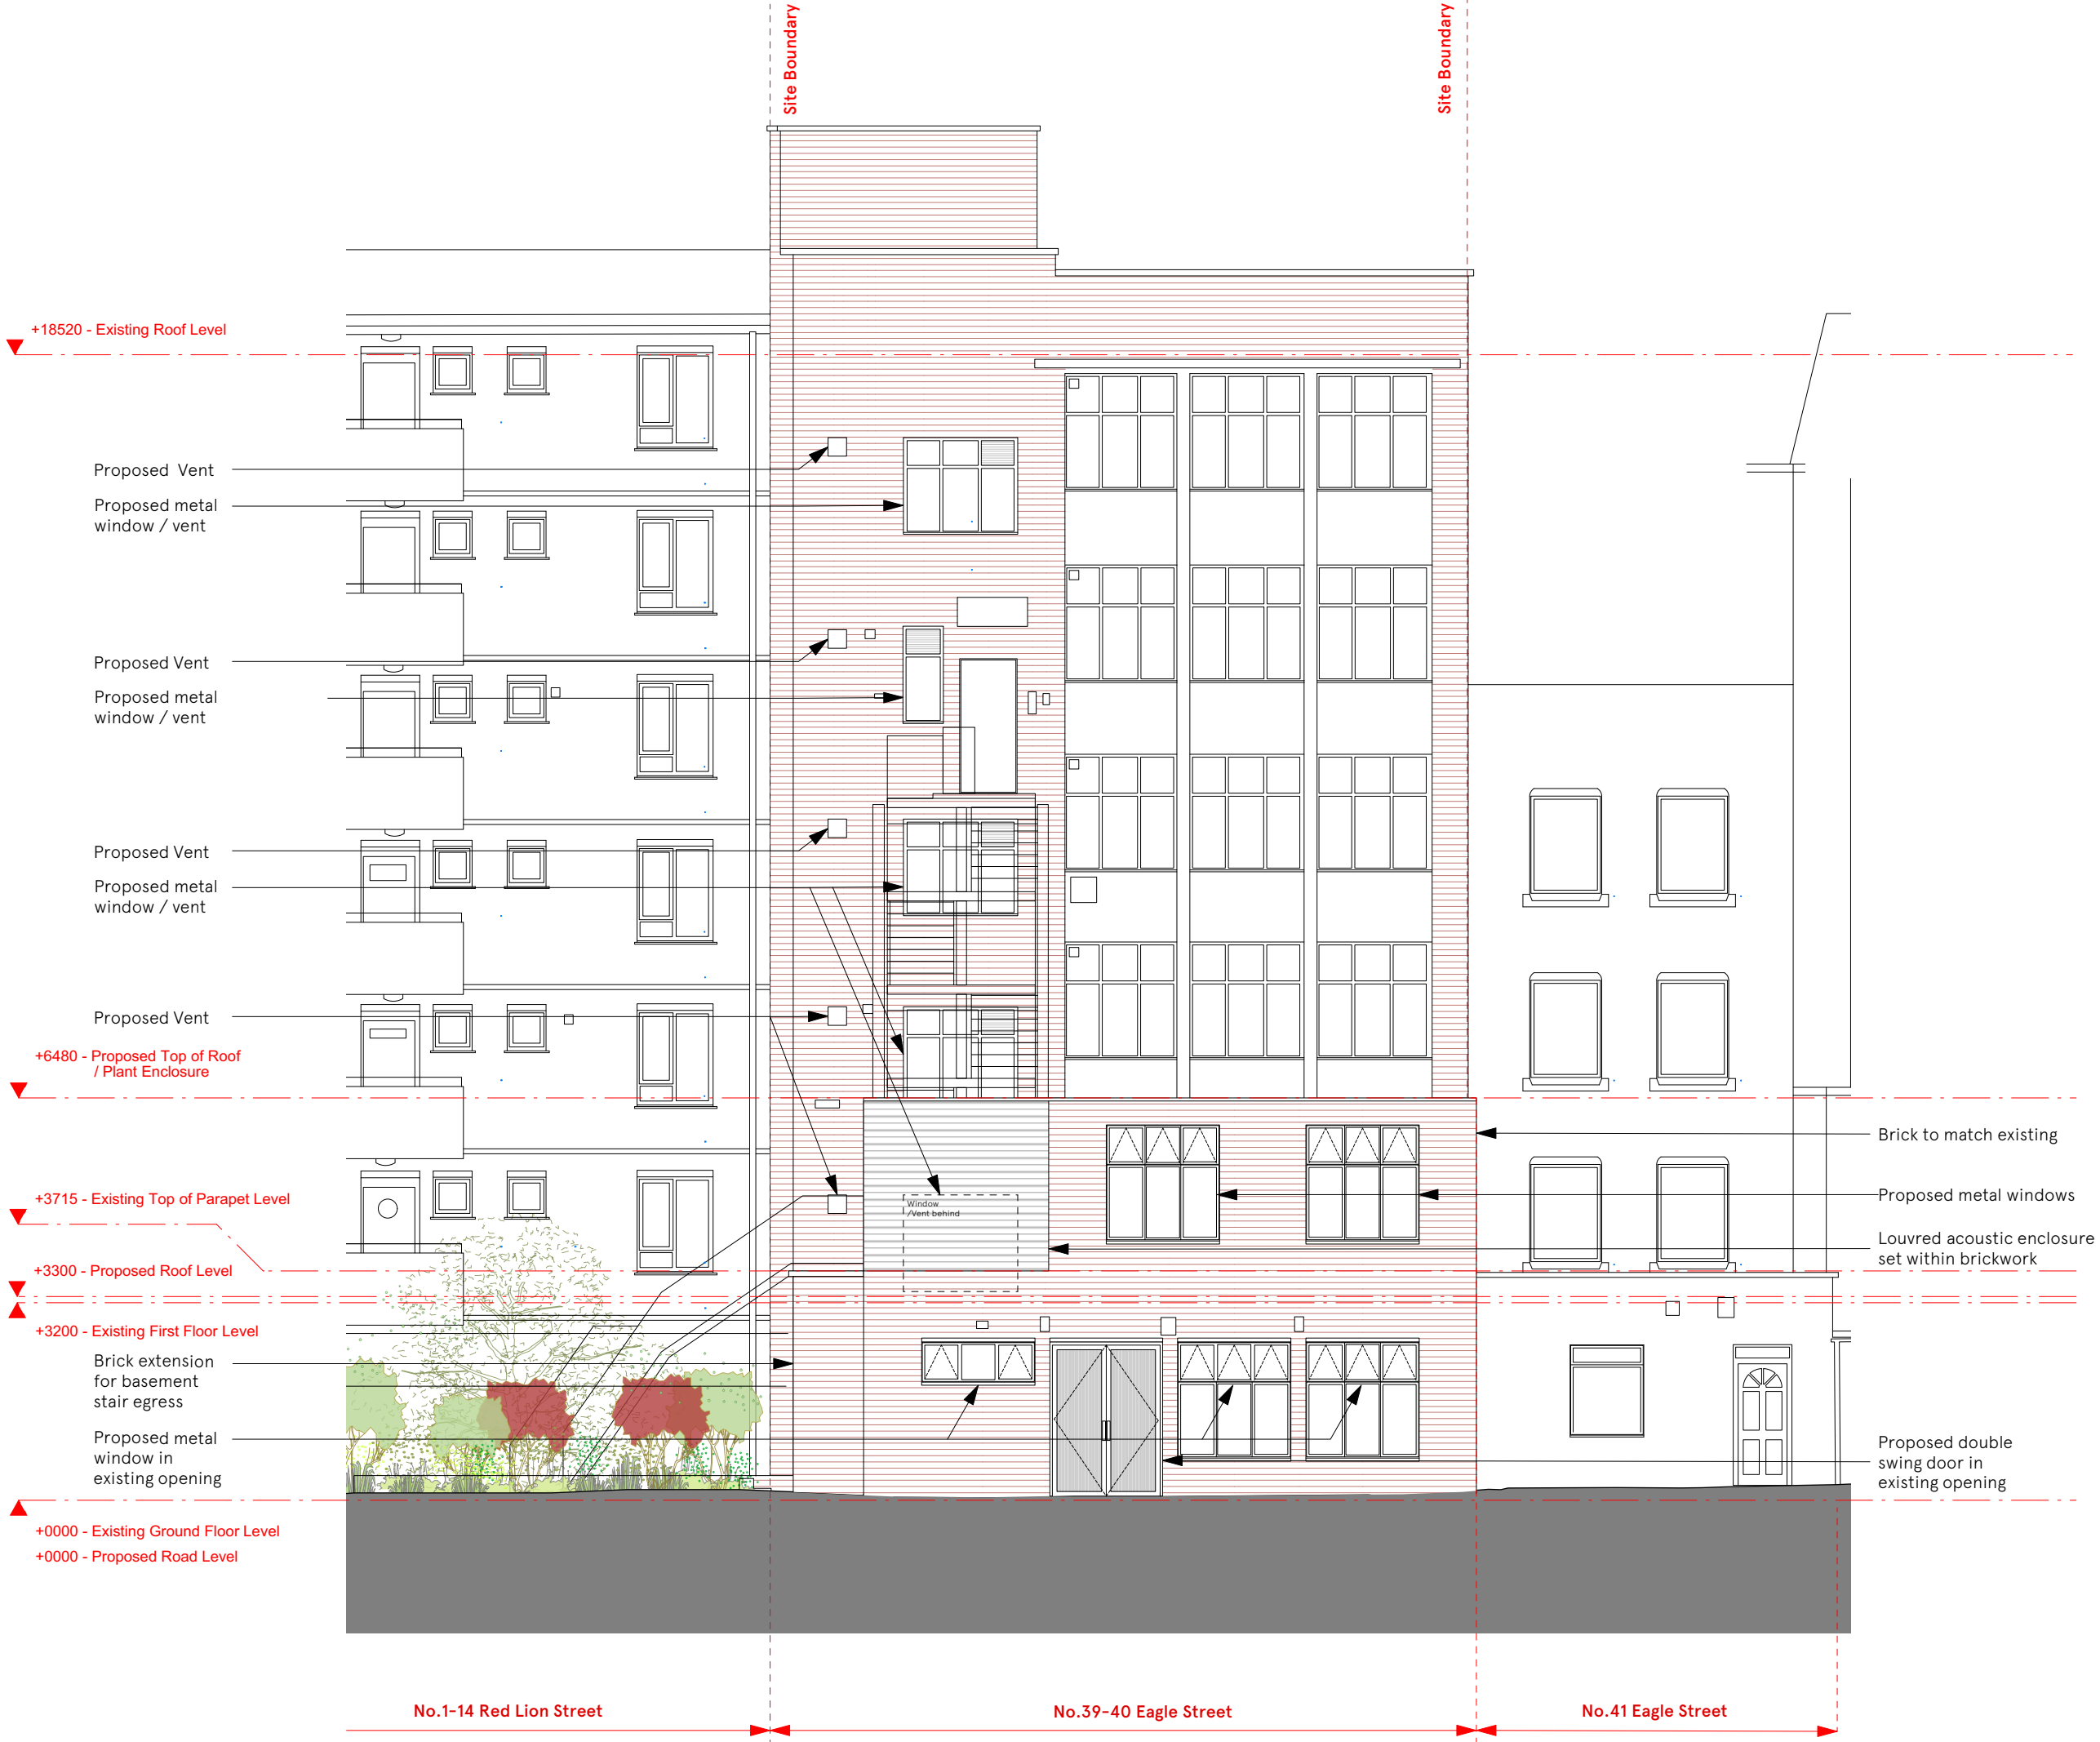 Site Boundary
Site Boundary
+18520 - Existing Roof Level
Proposed Vent
Proposed metal
window / vent
Proposed Vent
Proposed metal
window / vent
Proposed Vent
Proposed metal
window / vent
Proposed Vent
+6480 - Proposed Top of Roof
/ Plant Enclosure
Brick to match existing
+3715 - Existing Top of Parapet Level
Proposed metal windows
Window
/Vent behind
Louvred acoustic enclosure
set within brickwork
+3300 - Proposed Roof Level
+3200 - Existing First Floor Level
Brick extension
for basement
stair egress
Proposed metal
window in
existing opening
Proposed double
swing door in
existing opening
+0000 - Existing Ground Floor Level
+0000 - Proposed Road Level
No.1-14 Red Lion Street
No.39-40 Eagle Street
No.41 Eagle Street